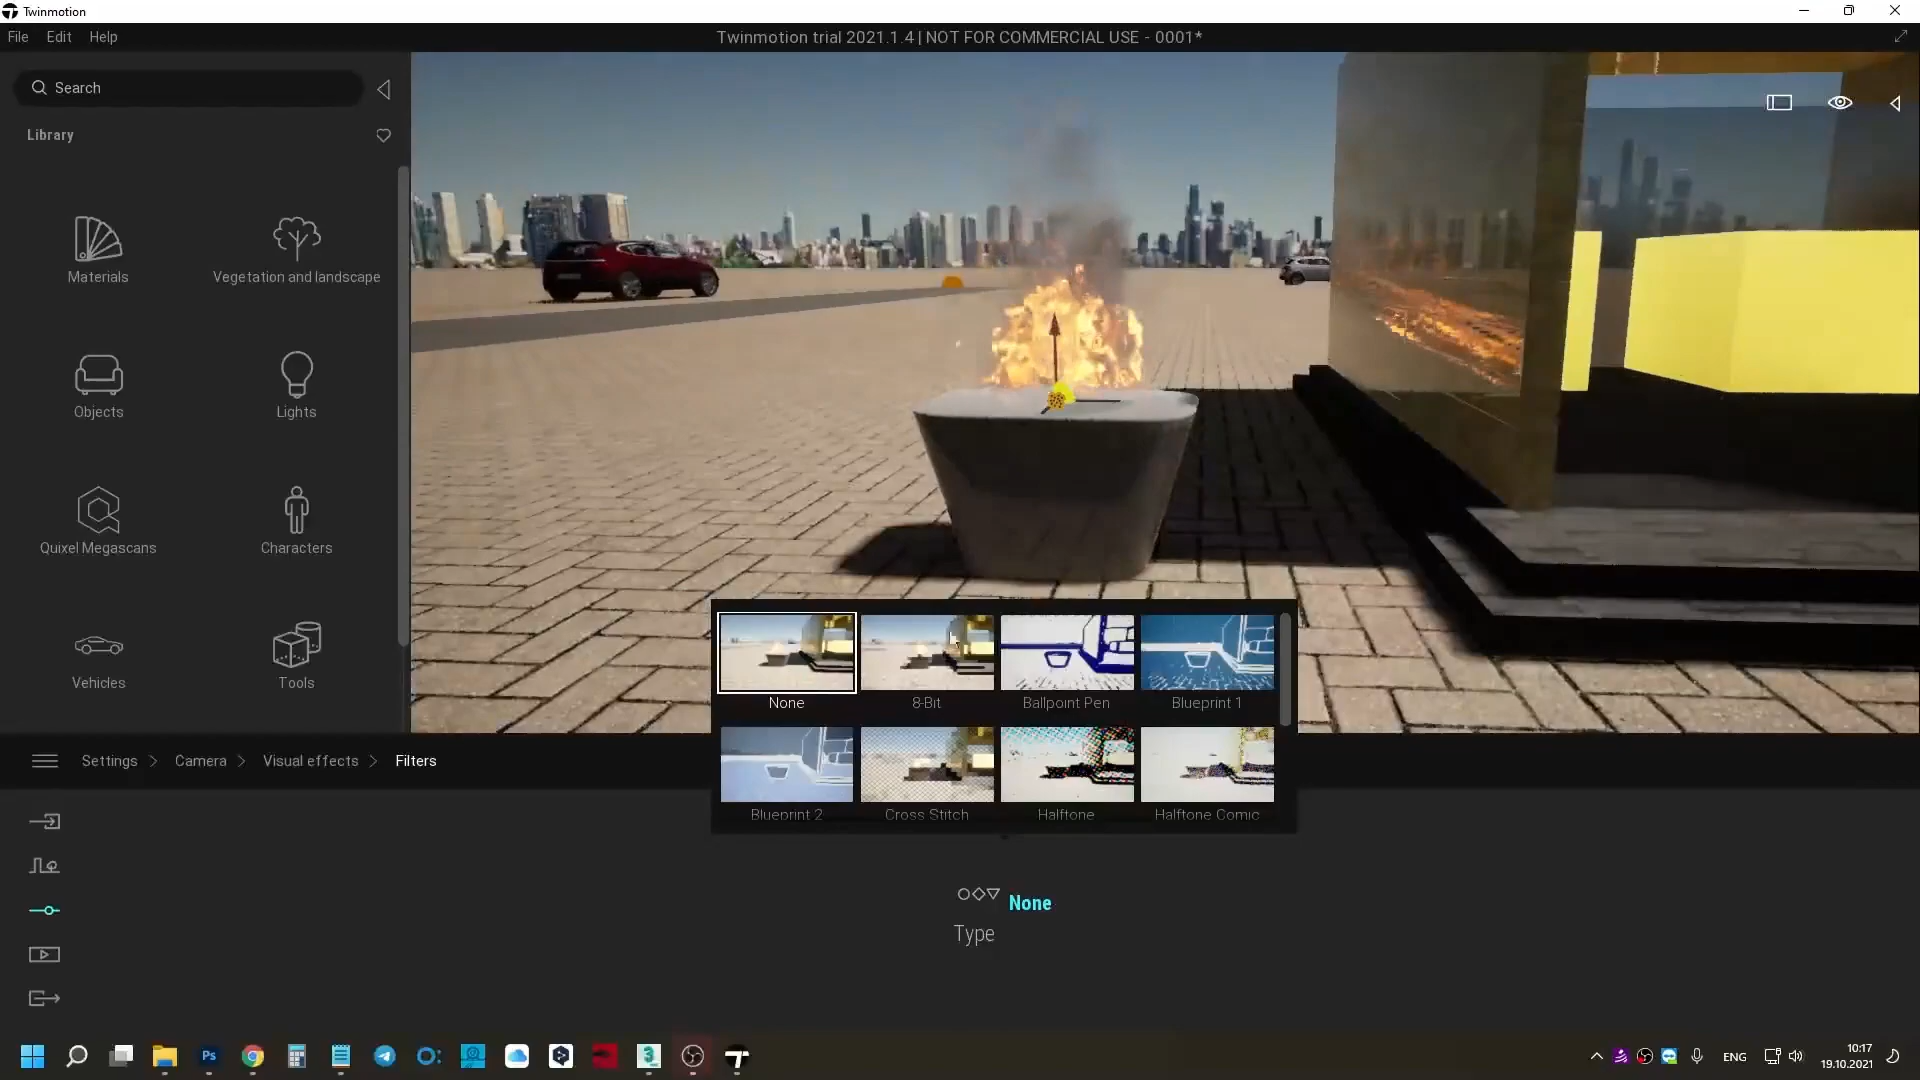 Twinmotion
File Edit Help
Twinmotion trial 2021.1.4 | NOT FOR COMMERCIAL USE - 0001*
Search
Library
Materials
Vegetation and landscape
Objects
Lights
Quixel Megascans
Characters
Vehicles
Tools
None
8-Bit
Ballpoint Pen
Blueprint 1
Blueprint 2
Cross Stitch
Halftone
Halftone Comic
Settings > Camera > Visual effects > Filters
None
Type
Ps
3
ENG
10:17
19.10.2021